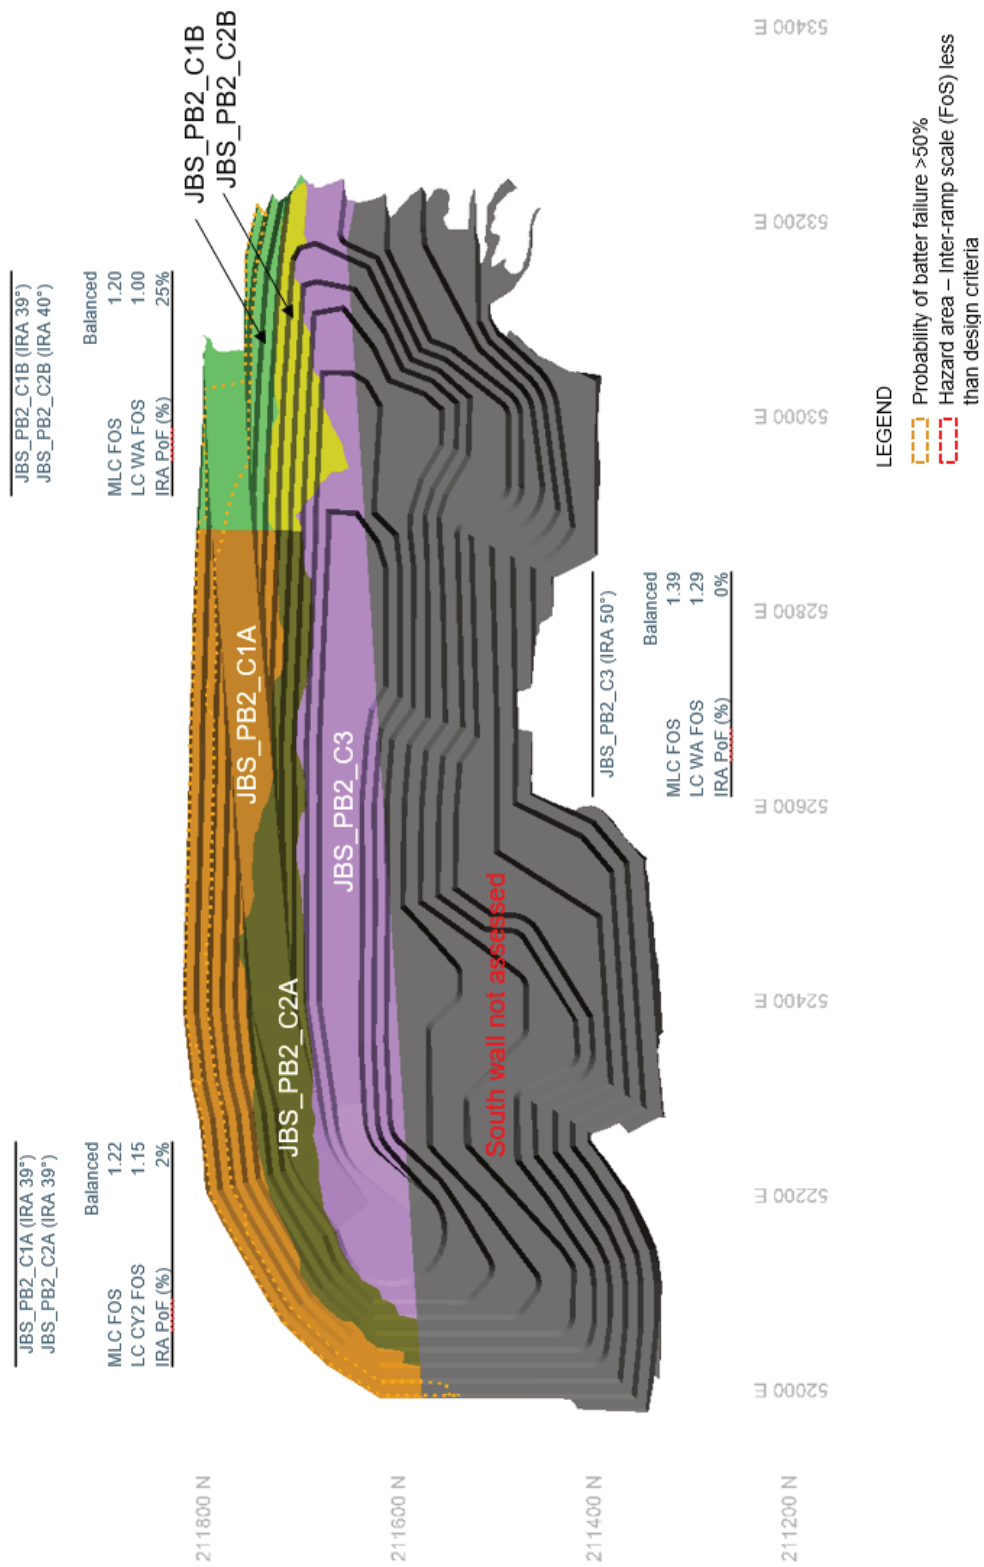 JBS_PB2_C1A (IRA 39°)
JBS_PB2_C2A (IRA 39°)
Balanced
MLC FOS 1.22
LC CY2 FOS 1.15
IRA PoF (%) 2%
JBS_PB2_C1B (IRA 39°)
JBS_PB2_C2B (IRA 40°)
Balanced
MLC FOS 1.20
LC WA FOS 1.00
IRA PoF (%) 25%
JBS_PB2_C1B
JBS_PB2_C2B
JBS_PB2_C1A
JBS_PB2_C2A
JBS_PB2_C3
South wall not assessed
JBS_PB2_C3 (IRA 50°)
Balanced
MLC FOS 1.39
LC WA FOS 1.29
IRA PoF (%) 0%
211800 N
211600 N
211400 N
211200 N
52000 E
52200 E
52400 E
52600 E
52800 E
53000 E
53200 E
53400 E
LEGEND
Probability of batter failure >50%
Hazard area – Inter-ramp scale (FoS) less
than design criteria